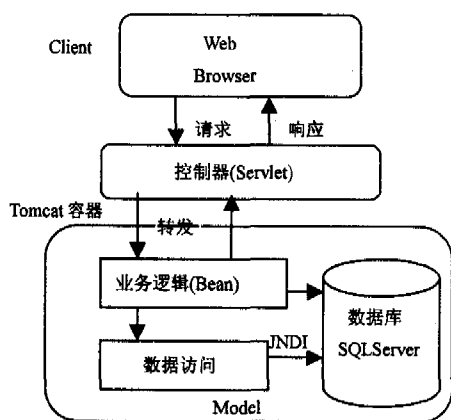 Client
Web
Browser
请求
响应
控制器(Servlet)
Tomcat 容器
转发
业务逻辑(Bean)
数据库
SQLServer
JNDI
数据访问
Model